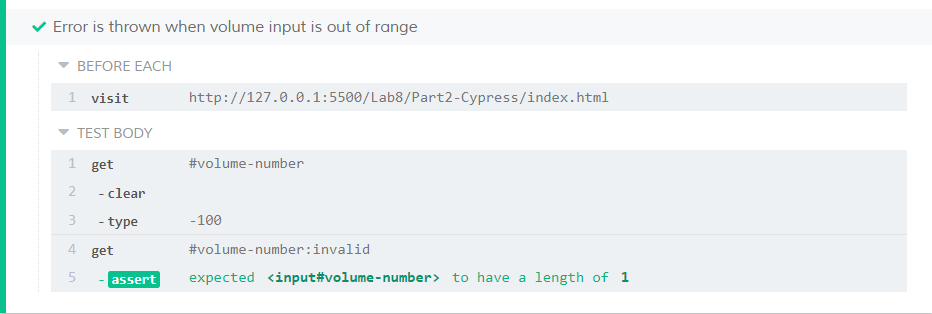 Error is thrown when volume input is out of range
BEFORE EACH
1 visit http://127.0.0.1:5500/Lab8/Part2-Cypress/index.html
TEST BODY
1 get #volume-number
2 -clear
3 -type -100
4 get #volume-number:invalid
5 -assert expected <input#volume-number> to have a length of 1